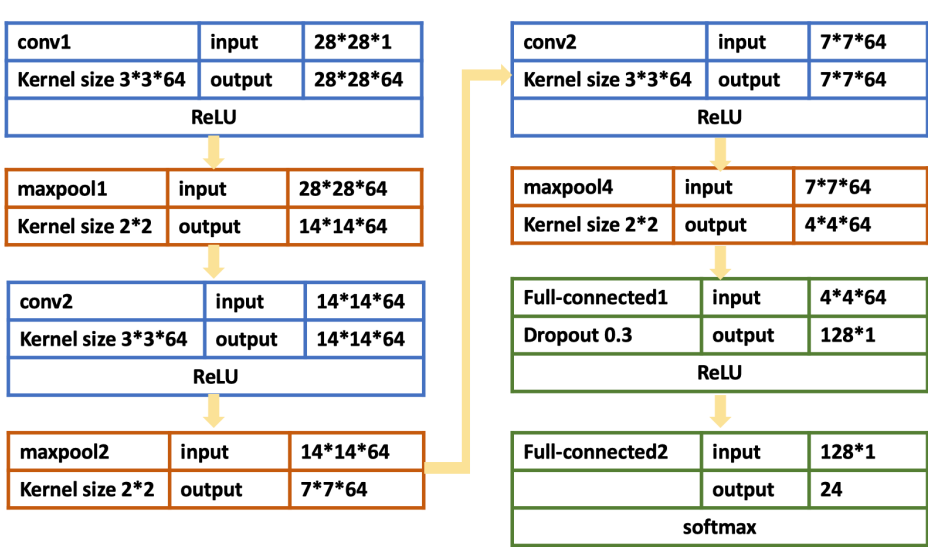 conv1 input 28*28*1
Kernel size 3*3*64 output 28*28*64
ReLU
maxpool1 input 28*28*64
Kernel size 2*2 output 14*14*64
conv2 input 14*14*64
Kernel size 3*3*64 output 14*14*64
ReLU
maxpool2 input 14*14*64
Kernel size 2*2 output 7*7*64
conv2 input 7*7*64
Kernel size 3*3*64 output 7*7*64
ReLU
maxpool4 input 7*7*64
Kernel size 2*2 output 4*4*64
Full-connected1 input 4*4*64
Dropout 0.3 output 128*1
ReLU
Full-connected2 input 128*1
output 24
softmax